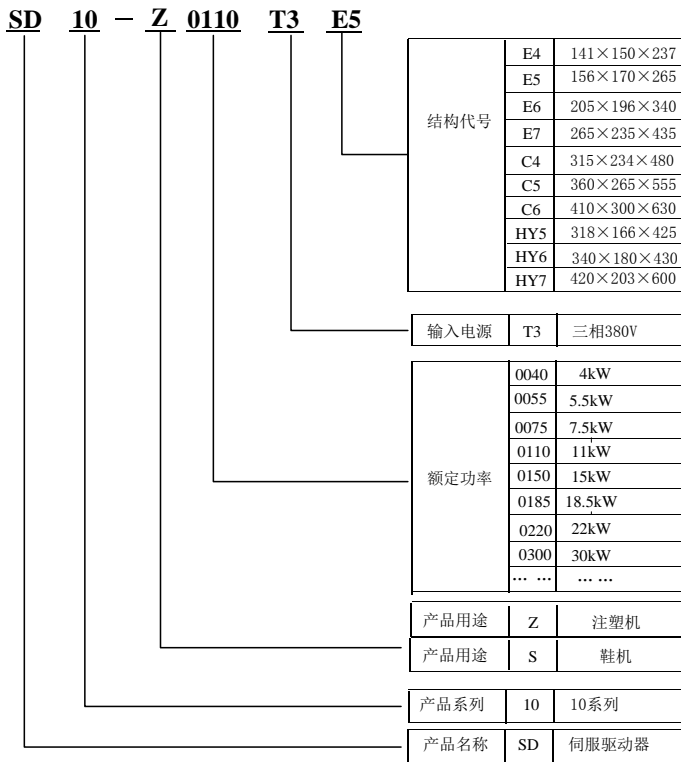 SD 10 － Z 0110 T3 E5
结构代号
E4 141×150×237
E5 156×170×265
E6 205×196×340
E7 265×235×435
C4 315×234×480
C5 360×265×555
C6 410×300×630
HY5 318×166×425
HY6 340×180×430
HY7 420×203×600
输入电源 T3 三相380V
额定功率
0040 4kW
0055 5.5kW
0075 7.5kW
0110 11kW
0150 15kW
0185 18.5kW
0220 22kW
0300 30kW
… … … …
产品用途 Z 注塑机
产品用途 S 鞋机
产品系列 10 10系列
产品名称 SD 伺服驱动器